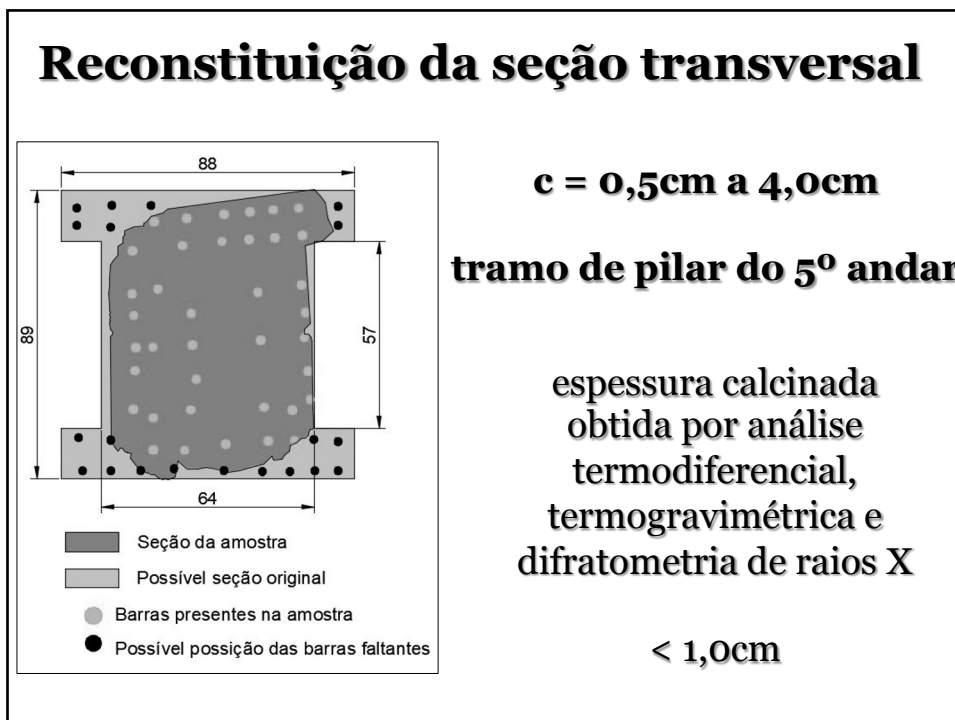 Reconstituição da seção transversal
88
89
57
64
Seção da amostra
Possível seção original
Barras presentes na amostra
Possível possição das barras faltantes
c = 0,5cm a 4,0cm
tramo de pilar do 5º andar
espessura calcinada
obtida por análise
termodiferencial,
termogravimétrica e
difratometria de raios X
< 1,0cm